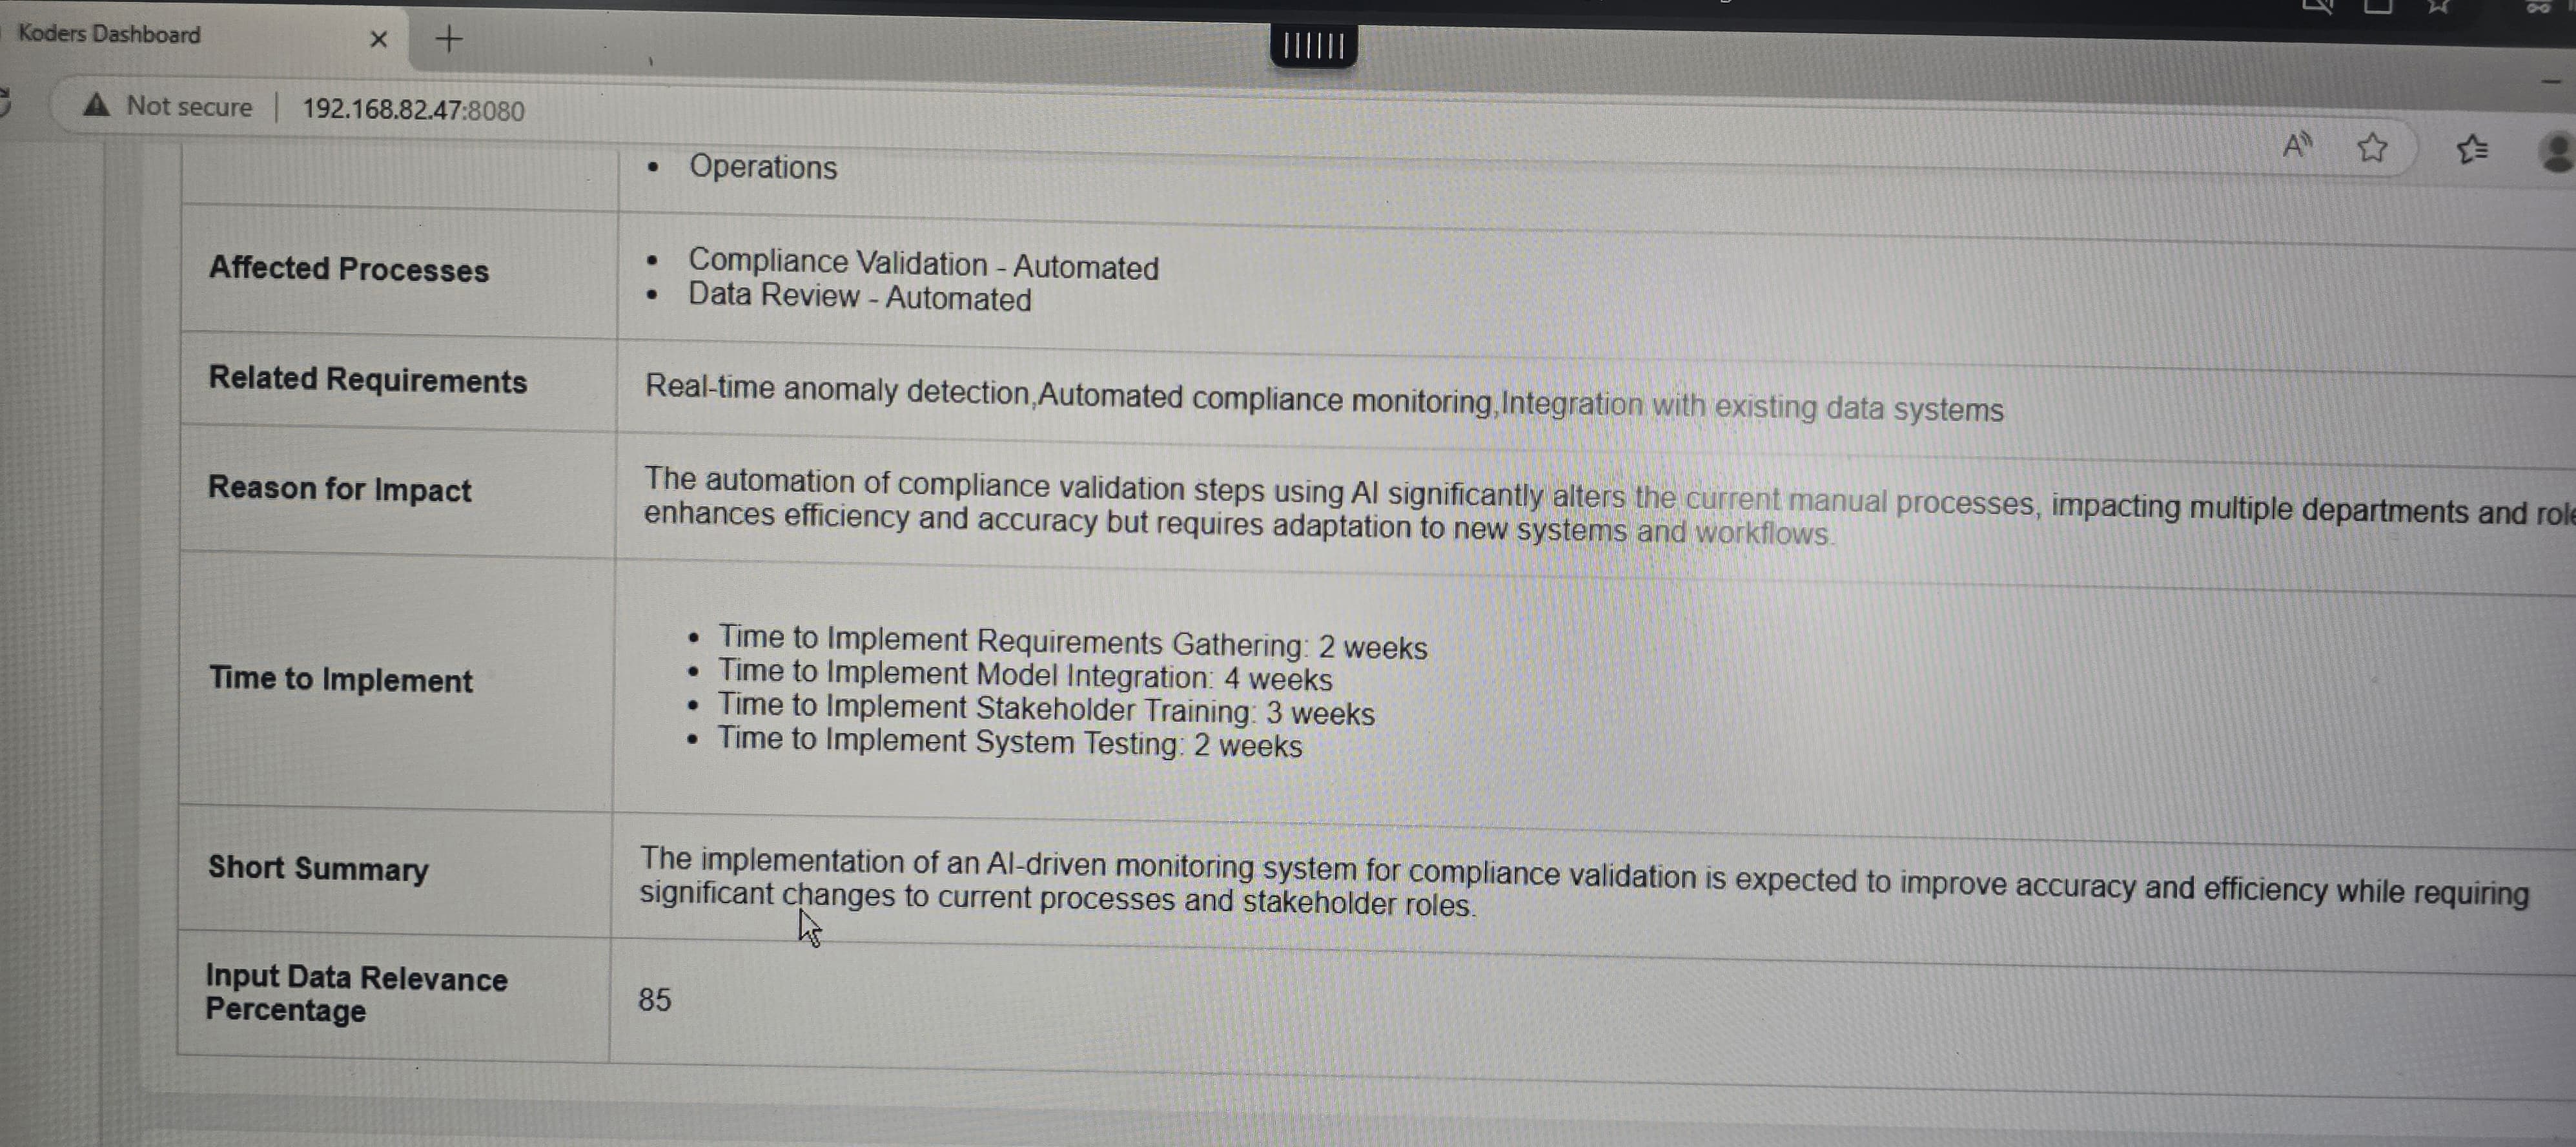 Koders Dashboard
Not secure | 192.168.82.47:8080
• Operations
Affected Processes
• Compliance Validation - Automated
• Data Review - Automated
Related Requirements
Real-time anomaly detection,Automated compliance monitoring,Integration with existing data systems
Reason for Impact
The automation of compliance validation steps using AI significantly alters the current manual processes, impacting multiple departments and
enhances efficiency and accuracy but requires adaptation to new systems and workflows.
Time to Implement
• Time to Implement Requirements Gathering: 2 weeks
• Time to Implement Model Integration: 4 weeks
• Time to Implement Stakeholder Training: 3 weeks
• Time to Implement System Testing: 2 weeks
Short Summary
The implementation of an AI-driven monitoring system for compliance validation is expected to improve accuracy and efficiency while requiring
significant changes to current processes and stakeholder roles.
Input Data Relevance
Percentage
85